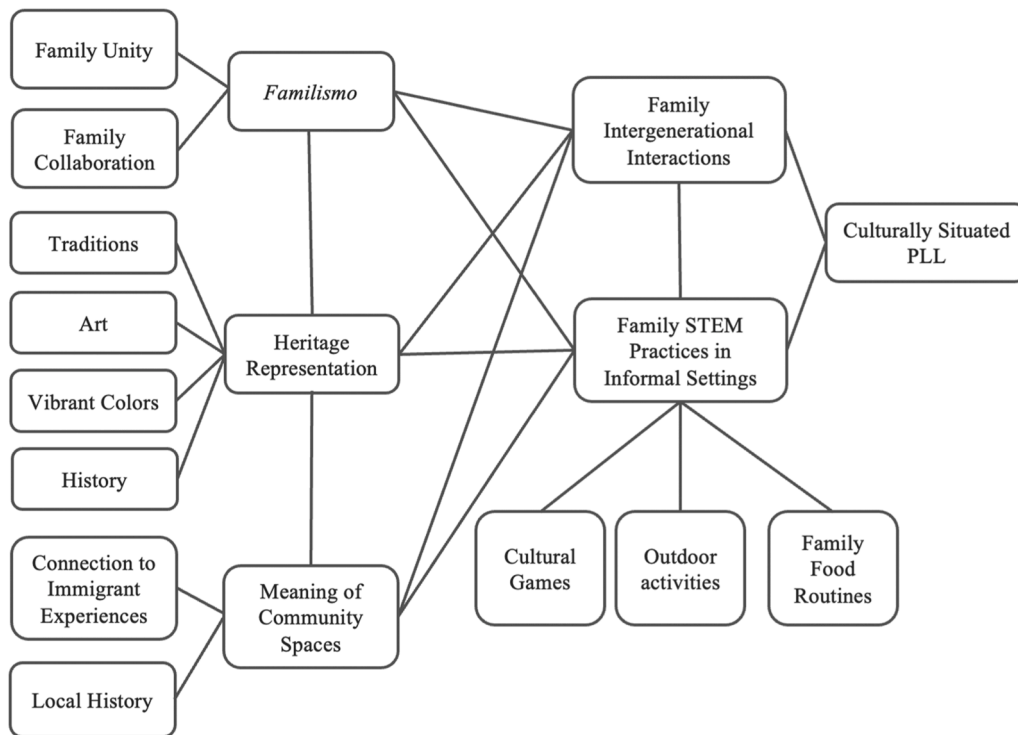 Family Unity
Family
Collaboration
Traditions
Art
Vibrant Colors
History
Connection to
Immigrant
Experiences
Local History
Familismo
Heritage
Representation
Meaning of
Community
Spaces
Family
Intergenerational
Interactions
Family STEM
Practices in
Informal Settings
Cultural
Games
Outdoor
activities
Family
Food
Routines
Culturally Situated
PLL